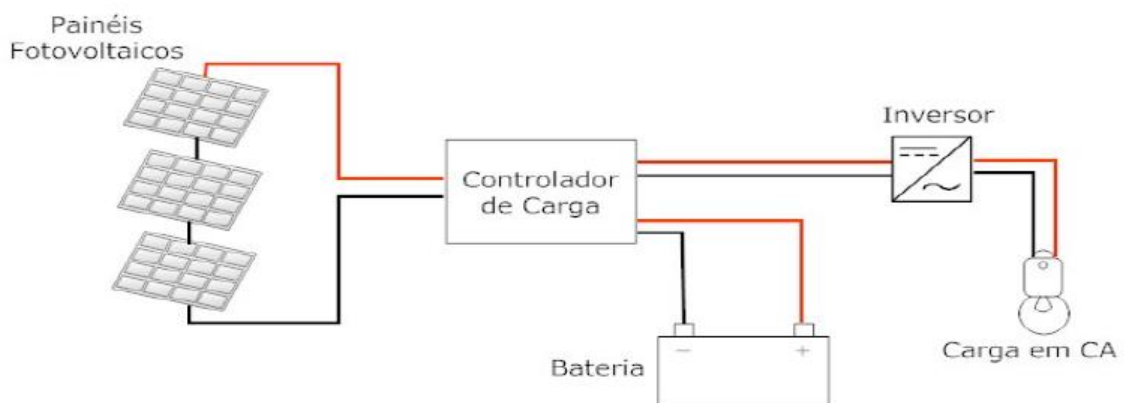 Painéis
Fotovoltaicos
Inversor
Controlador
de Carga
Bateria
− +
Carga em CA